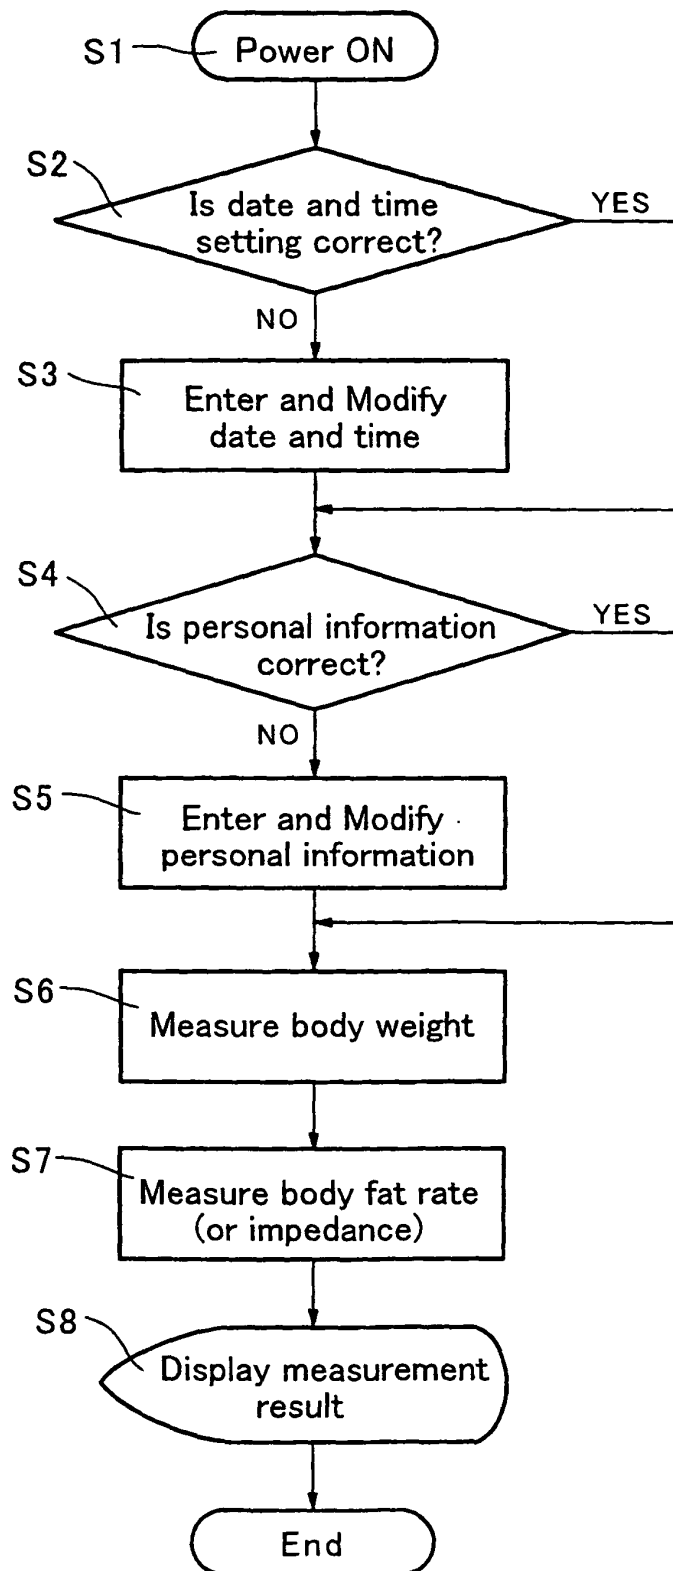 S1
Power ON
S2
Is date and time
setting correct?
YES
NO
S3
Enter and Modify
date and time
S4
Is personal information
correct?
YES
NO
S5
Enter and Modify
personal information
S6
Measure body weight
S7
Measure body fat rate
(or impedance)
S8
Display measurement
result
End